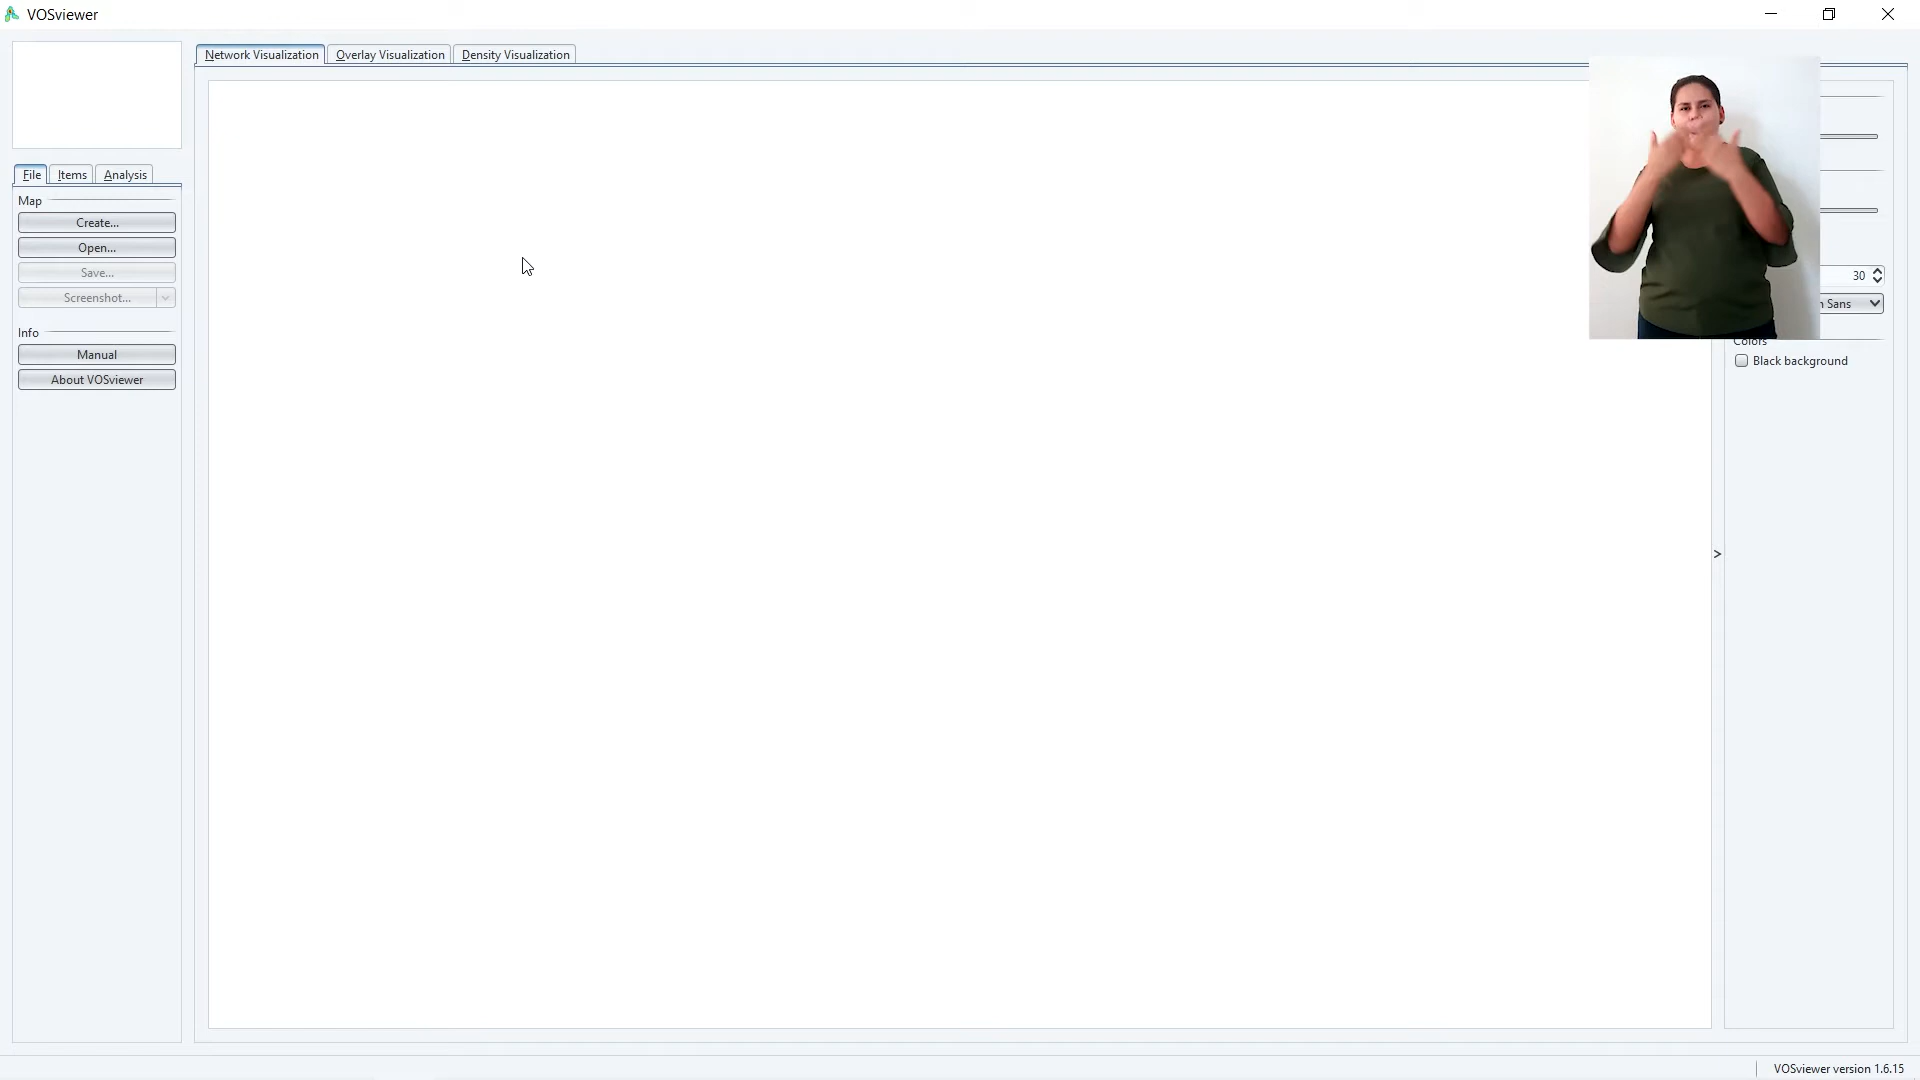 VOSviewer
Network Visualization
Overlay Visualization
Density Visualization
File
Items
Analysis
Map
Create...
Open...
Save...
Screenshot...
Info
Manual
About VOSviewer
30
Sans
Colors
Black background
>
VOSviewer version 1.6.15